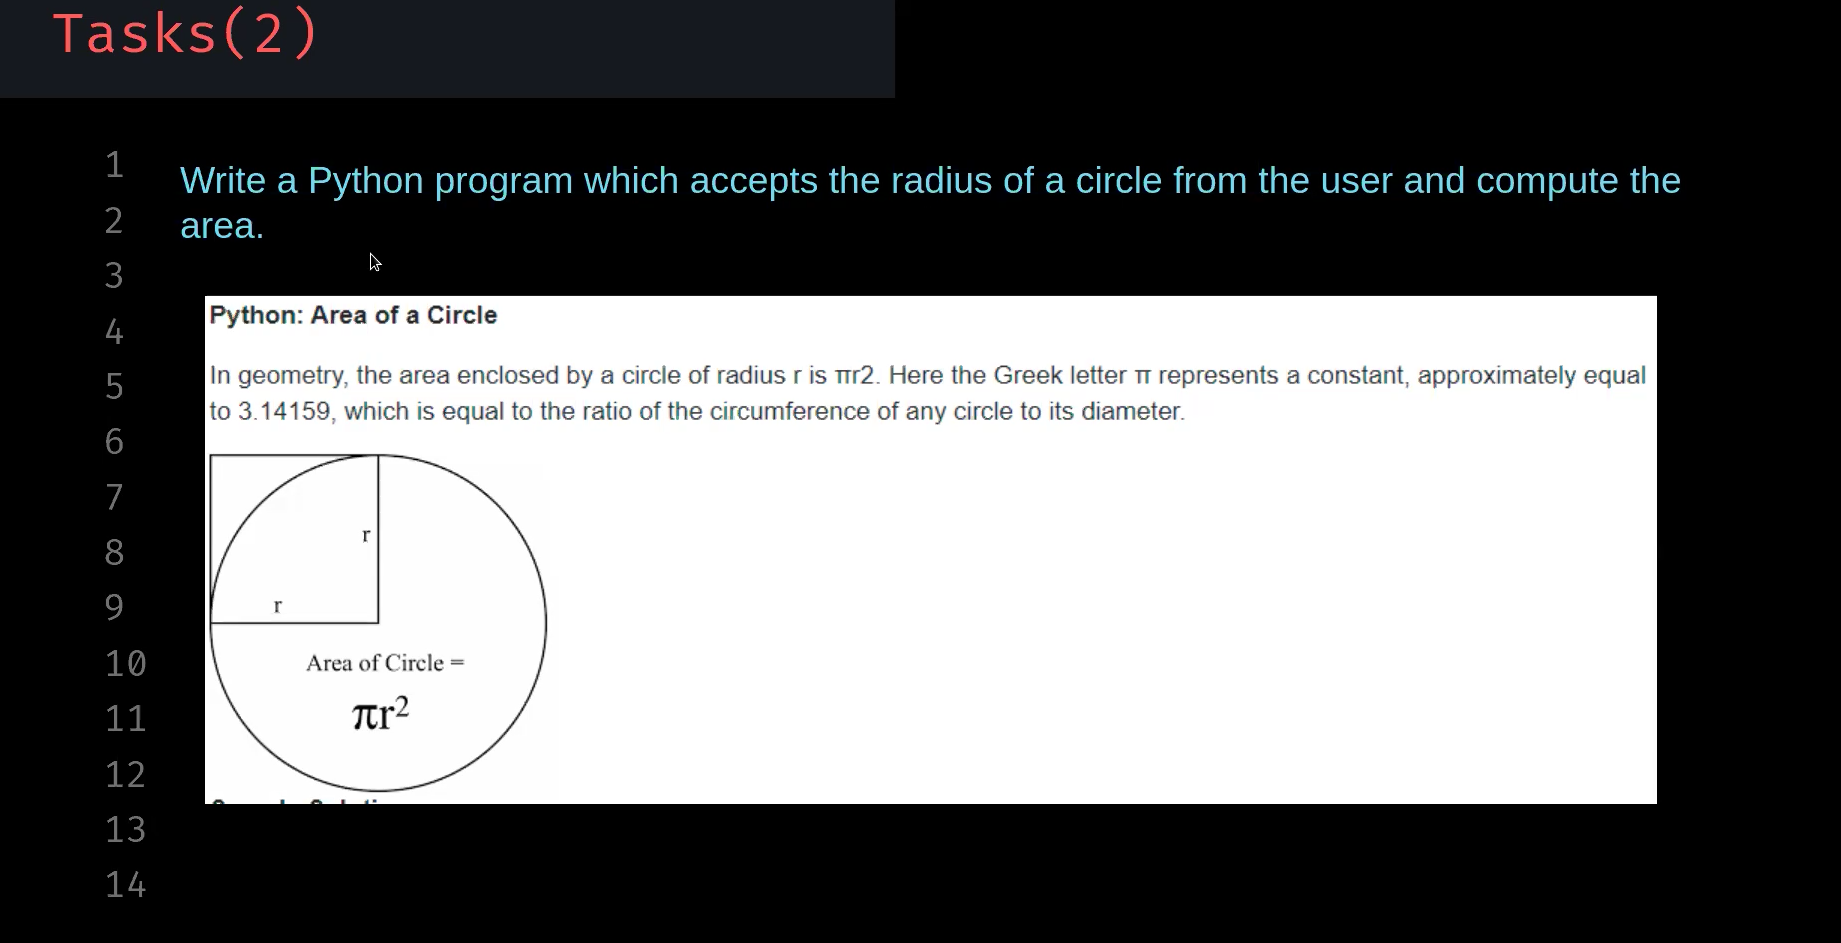 Tasks(2)
1
2
3
4
5
6
7
8
9
10
11
12
13
14
Write a Python program which accepts the radius of a circle from the user and compute the
area.
Python: Area of a Circle
In geometry, the area enclosed by a circle of radius r is πr2. Here the Greek letter π represents a constant, approximately equal
to 3.14159, which is equal to the ratio of the circumference of any circle to its diameter.
r
r
Area of Circle =
πr²